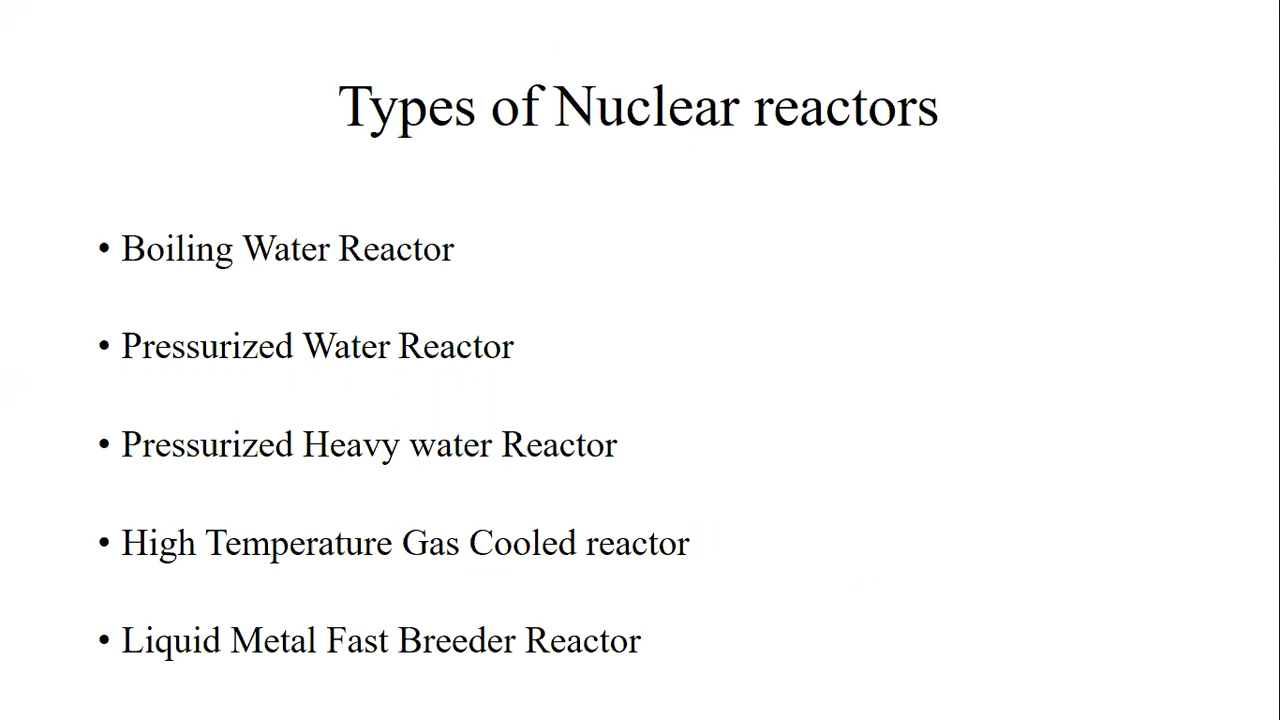 Types of Nuclear reactors
• Boiling Water Reactor
• Pressurized Water Reactor
• Pressurized Heavy water Reactor
• High Temperature Gas Cooled reactor
• Liquid Metal Fast Breeder Reactor